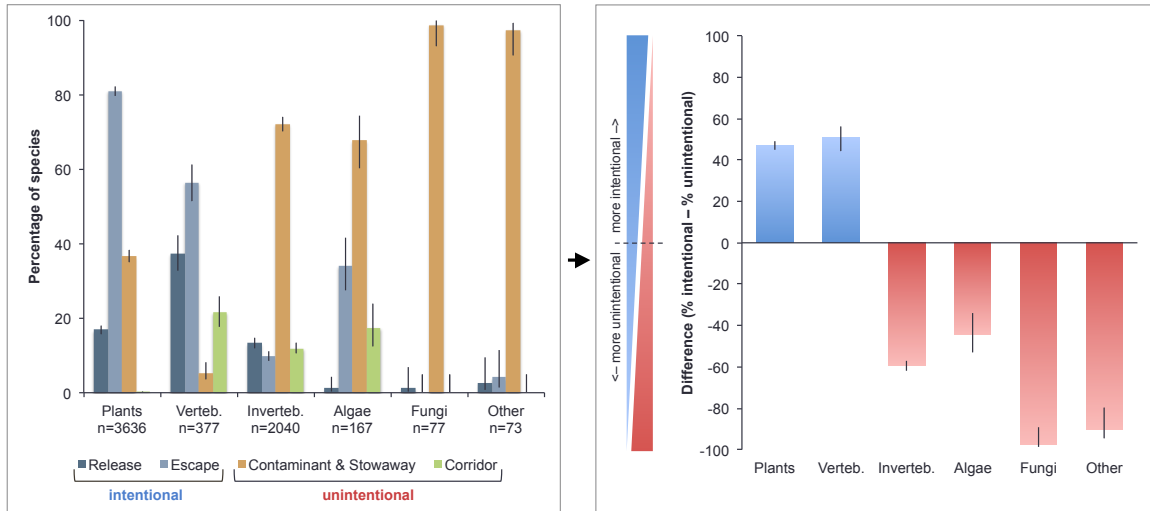 100
80
60
40
20
0
Percentage of species
Plants Verteb. Inverteb. Algae Fungi Other
n=3636 n=377 n=2040 n=167 n=77 n=73
Release Escape Contaminant & Stowaway Corridor
intentional unintentional
<– more unintentional more intentional –>
Difference (% intentional – % unintentional)
100
80
60
40
20
0
-20
-40
-60
-80
-100
Plants Verteb. Inverteb. Algae Fungi Other